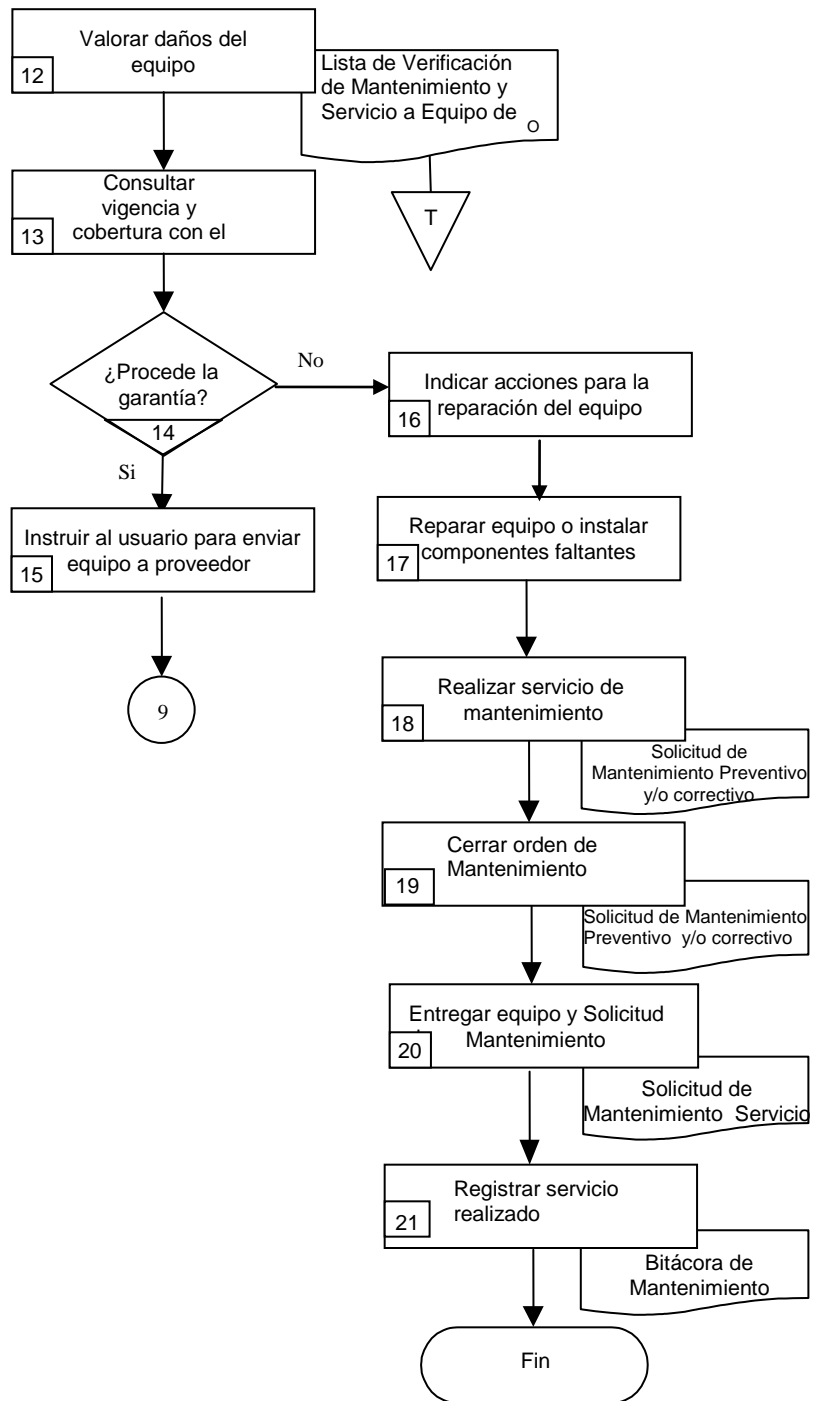 Valorar daños del
equipo
12
Lista de Verificación
de Mantenimiento y
Servicio a Equipo de
O
T
Consultar
vigencia y
cobertura con el
13
¿Procede la
garantía?
14
No
Si
Indicar acciones para la
reparación del equipo
16
Instruir al usuario para enviar
equipo a proveedor
15
9
Reparar equipo o instalar
componentes faltantes
17
Realizar servicio de
mantenimiento
18
Solicitud de
Mantenimiento Preventivo
y/o correctivo
Cerrar orden de
Mantenimiento
19
Solicitud de Mantenimiento
Preventivo y/o correctivo
Entregar equipo y Solicitud
Mantenimiento
20
Solicitud de
Mantenimiento Servicio
Registrar servicio
realizado
21
Bitácora de
Mantenimiento
Fin